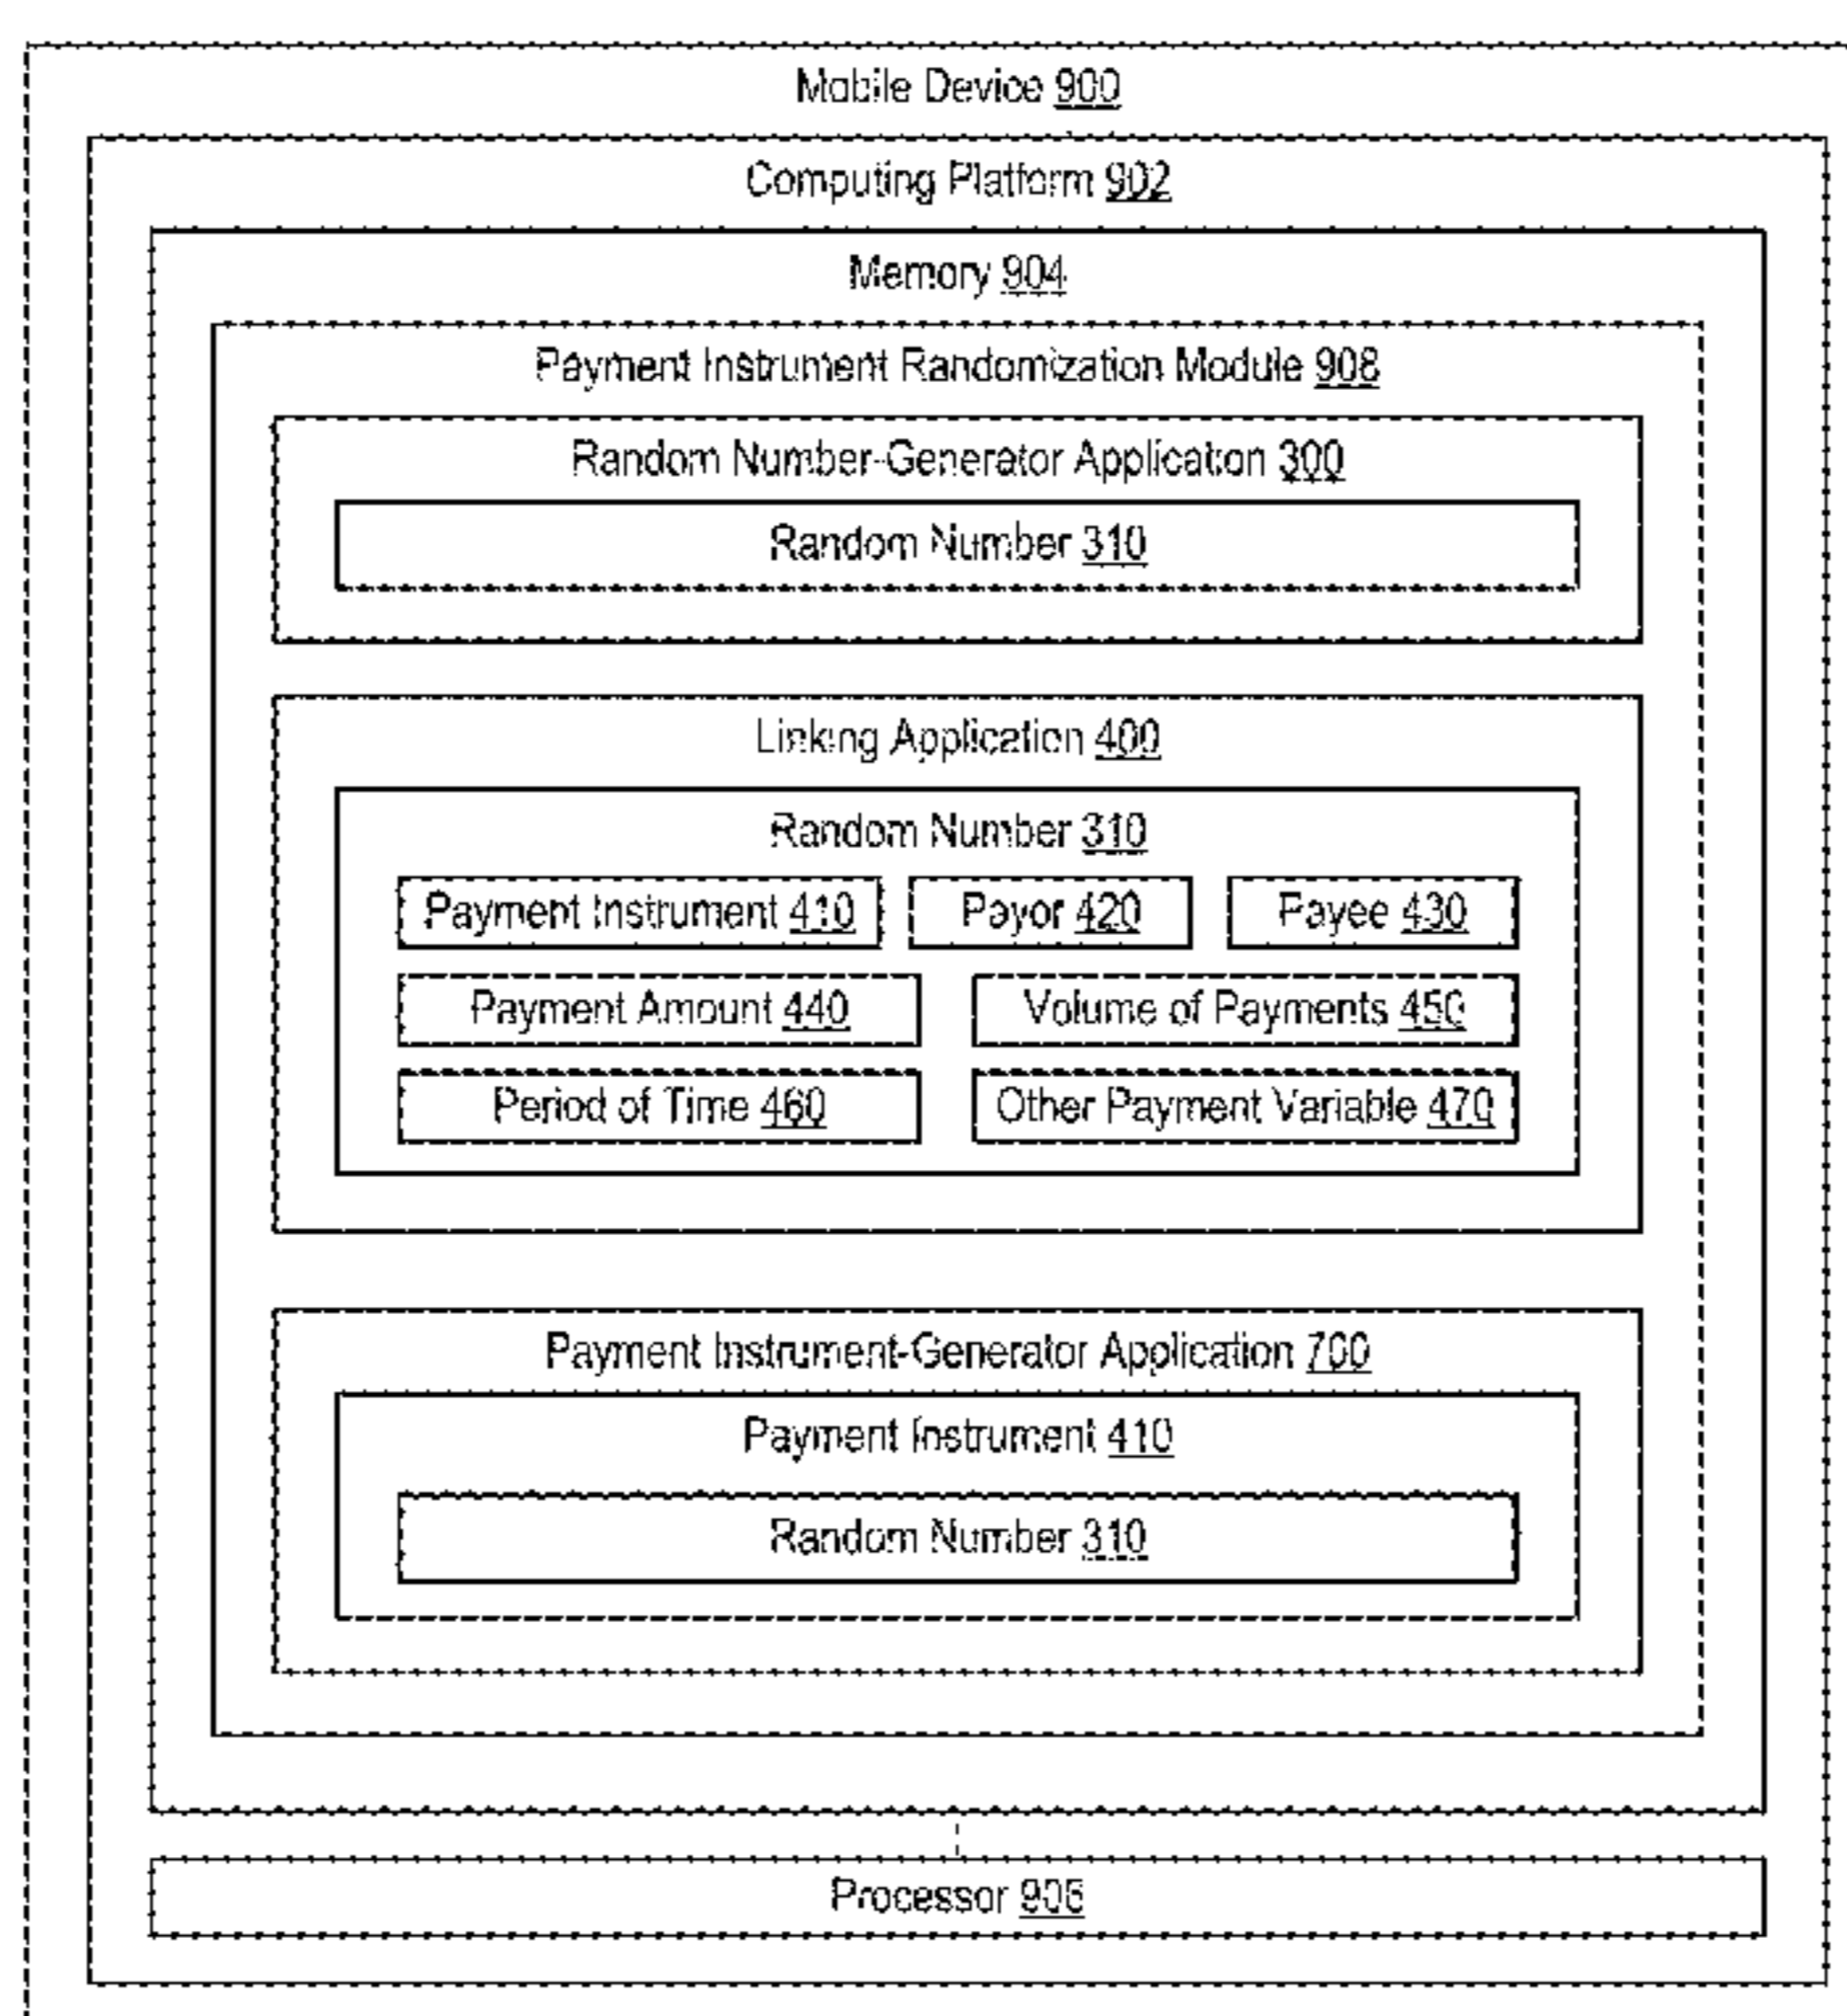 Mobile Device 900
Computing Platform 902
Memory 904
Payment Instrument Randomization Module 908
Random Number-Generator Application 300
Random Number 310
Linking Application 400
Random Number 310
Payment Instrument 410 Payor 420 Payee 430
Payment Amount 440 Volume of Payments 450
Period of Time 460 Other Payment Variable 470
Payment Instrument-Generator Application 700
Payment Instrument 410
Random Number 310
Processor 906